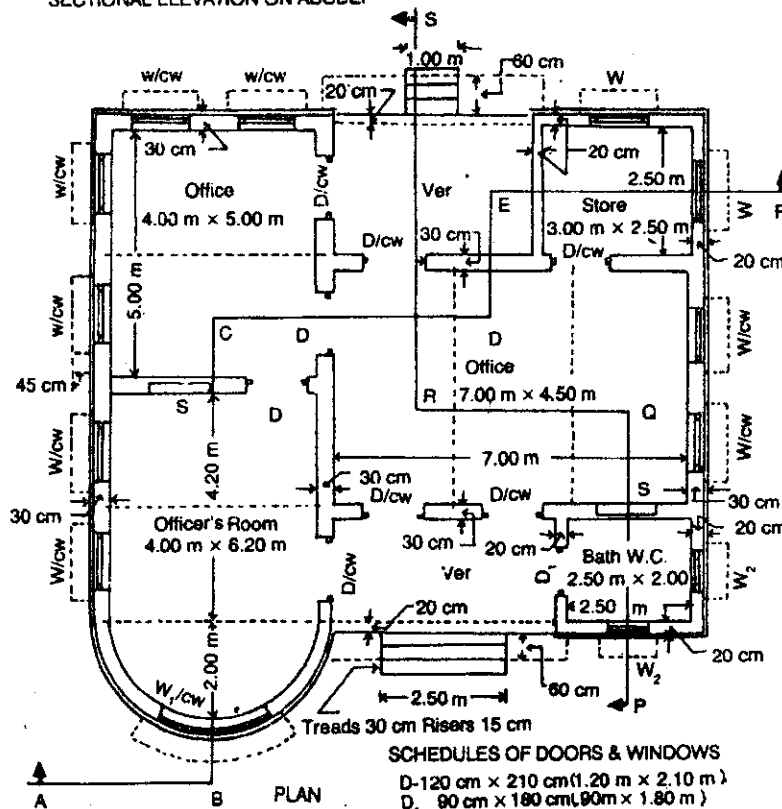 SECTIONAL ELEVATION ON ABCDEF
S
1.00 m
60 cm
w/cw
w/cw
W
20 cm
30 cm
20 cm
w/cw
Office
4.00 m × 5.00 m
D/cw
Ver
E
2.50 m
Store
3.00 m × 2.50 m
W
F
D/cw
30 cm
D/cw
20 cm
5.00 m
w/cw
C
D
D
W/cw
Office
7.00 m × 4.50 m
45 cm
S
D
R
Q
4.20 m
W/cw
7.00 m
W/cw
30 cm
D/cw
D/cw
S
30 cm
30 cm
Officer's Room
4.00 m × 6.20 m
30 cm
20 cm
20 cm
W/cw
D/cw
Ver
D1
Bath W.C.
2.50 m × 2.00
2.50 m
W2
20 cm
2.00 m
20 cm
W1/cw
2.50 m
60 cm
W2
P
Treads 30 cm Risers 15 cm
SCHEDULES OF DOORS & WINDOWS
A
B
PLAN
D-120 cm × 210 cm(1.20 m × 2.10 m)
D, 90 cm × 180 cm(.90m × 1.80 m)